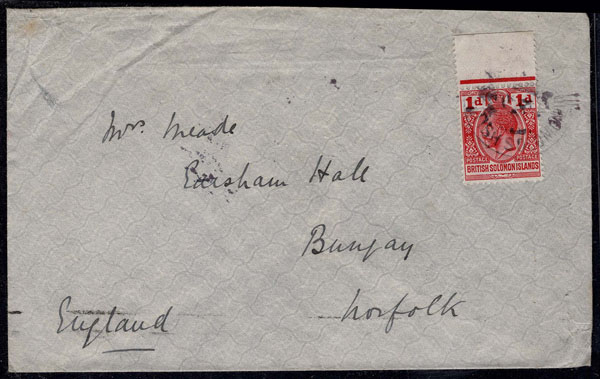 1d 1d
POSTAGE POSTAGE
BRITISH SOLOMON ISLANDS
Mrs. Meade
Earsham Hall
Bungay
Norfolk
England